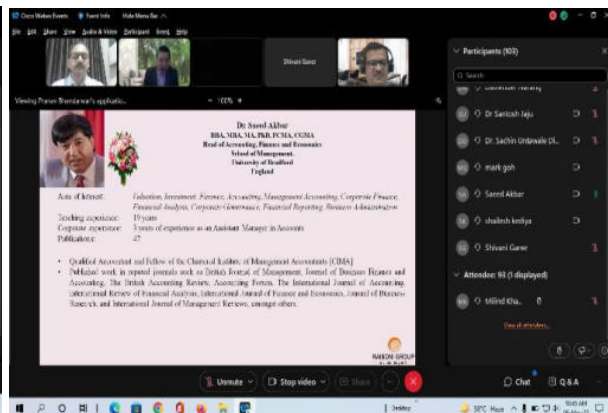 Cisco Webex Events Event Info Hide Menu Bar
File Edit Share View Audio & Video Participant Event Help
Shivani Ganer
Viewing Pranav Bhandarwar's applicatio... 100%
Dr. Saeed Akbar
BBA, MBA, MA, PhD, FCMA, CGMA
Head of Accounting, Finance and Economics
School of Management,
University of Bradford
England
Area of Interest: Valuation, Investment, Finance, Accounting, Management Accounting, Corporate Finance,
Financial Analysis, Corporate Governance, Financial Reporting, Business Administration
Teaching experience: 19 years
Corporate experience: 3 years of experience as an Assistant Manager in Accounts
Publications: 47
• Qualified Accountant and Fellow of the Chartered Institute of Management Accountants [CIMA]
• Published work in reputed journals such as British Journal of Management, Journal of Business Finance and
Accounting, The British Accounting Review, Accounting Forum, The International Journal of Accounting,
International Review of Financial Analysis, International Journal of Finance and Economics, Journal of Business
Research, and International Journal of Management Reviews, amongst others.
RAISONI GROUP
Participants (103)
Search
Dr Santosh Jaju
Dr. Sachin Untawale Di...
mark goh
Saeed Akbar
shailesh kediya
Shivani Ganer
Attendee: 98 (1 displayed)
Milind Kha...
View all attendees...
Unmute
Stop video
Share
Chat
Q & A
Desktop
38°C Haze